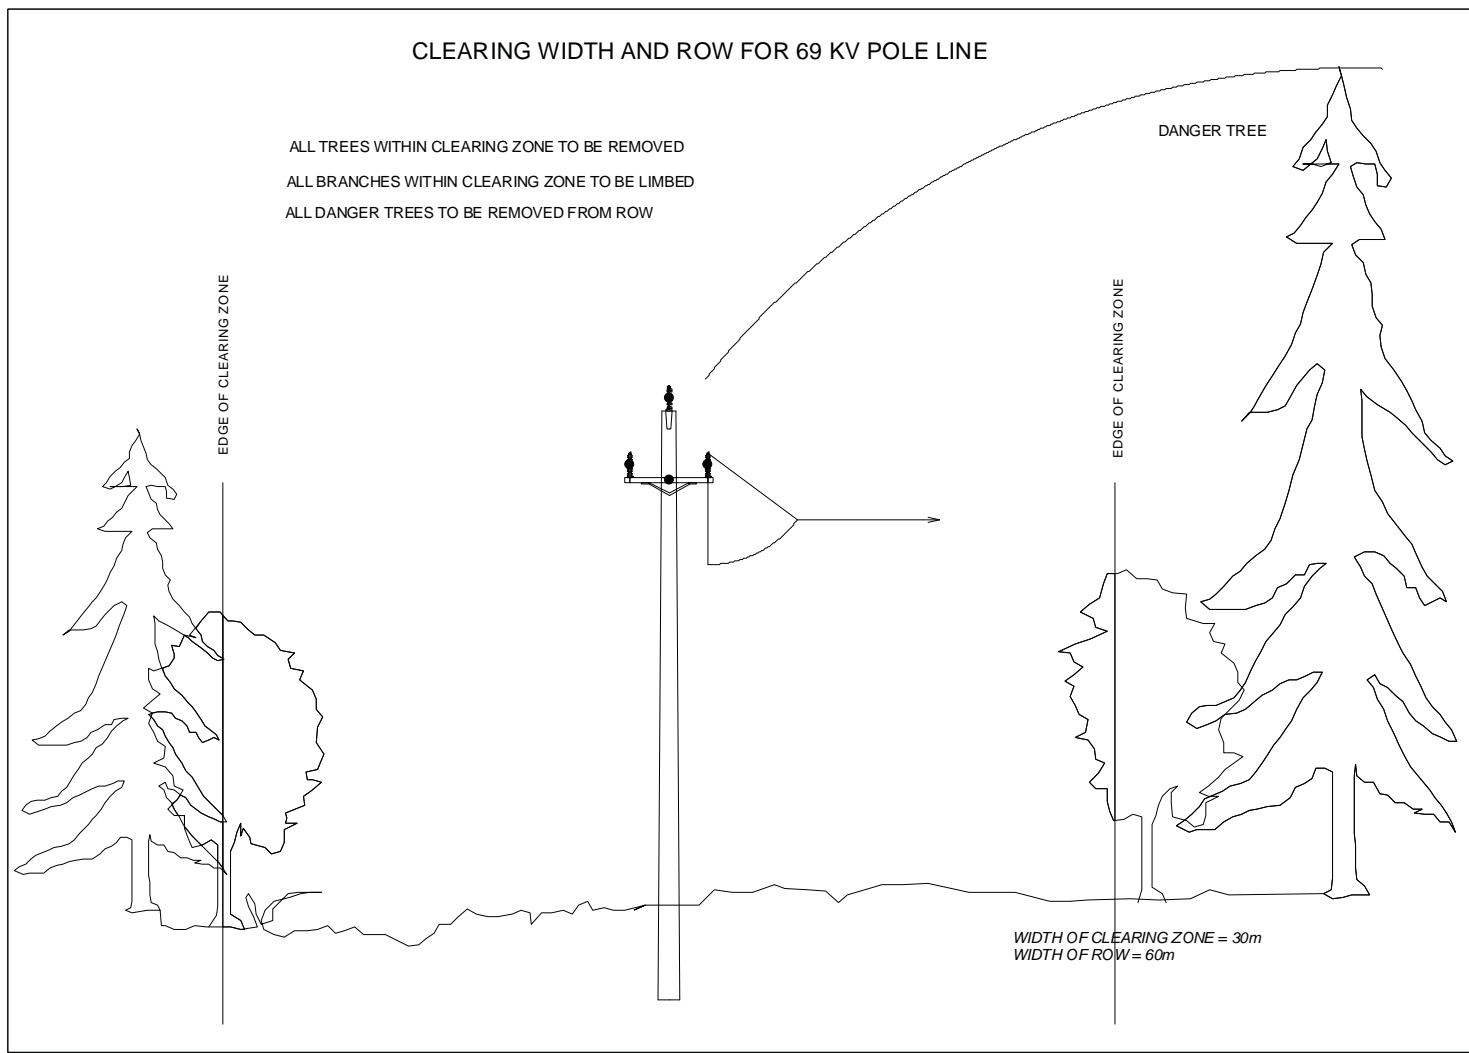 CLEARING WIDTH AND ROW FOR 69 KV POLE LINE
DANGER TREE
ALL TREES WITHIN CLEARING ZONE TO BE REMOVED
ALL BRANCHES WITHIN CLEARING ZONE TO BE LIMBED
ALL DANGER TREES TO BE REMOVED FROM ROW
EDGE OF CLEARING ZONE
EDGE OF CLEARING ZONE
WIDTH OF CLEARING ZONE = 30m
WIDTH OF ROW = 60m